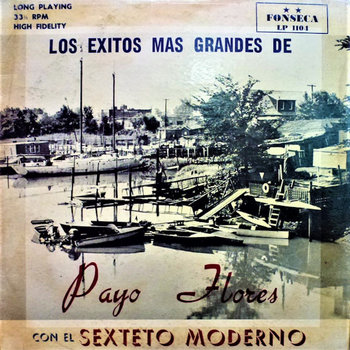 LONG PLAYING
33⅓ RPM
HIGH FIDELITY
FONSECA
LP 1104
LOS EXITOS MAS GRANDES DE
Payo Flores
CON EL SEXTETO MODERNO